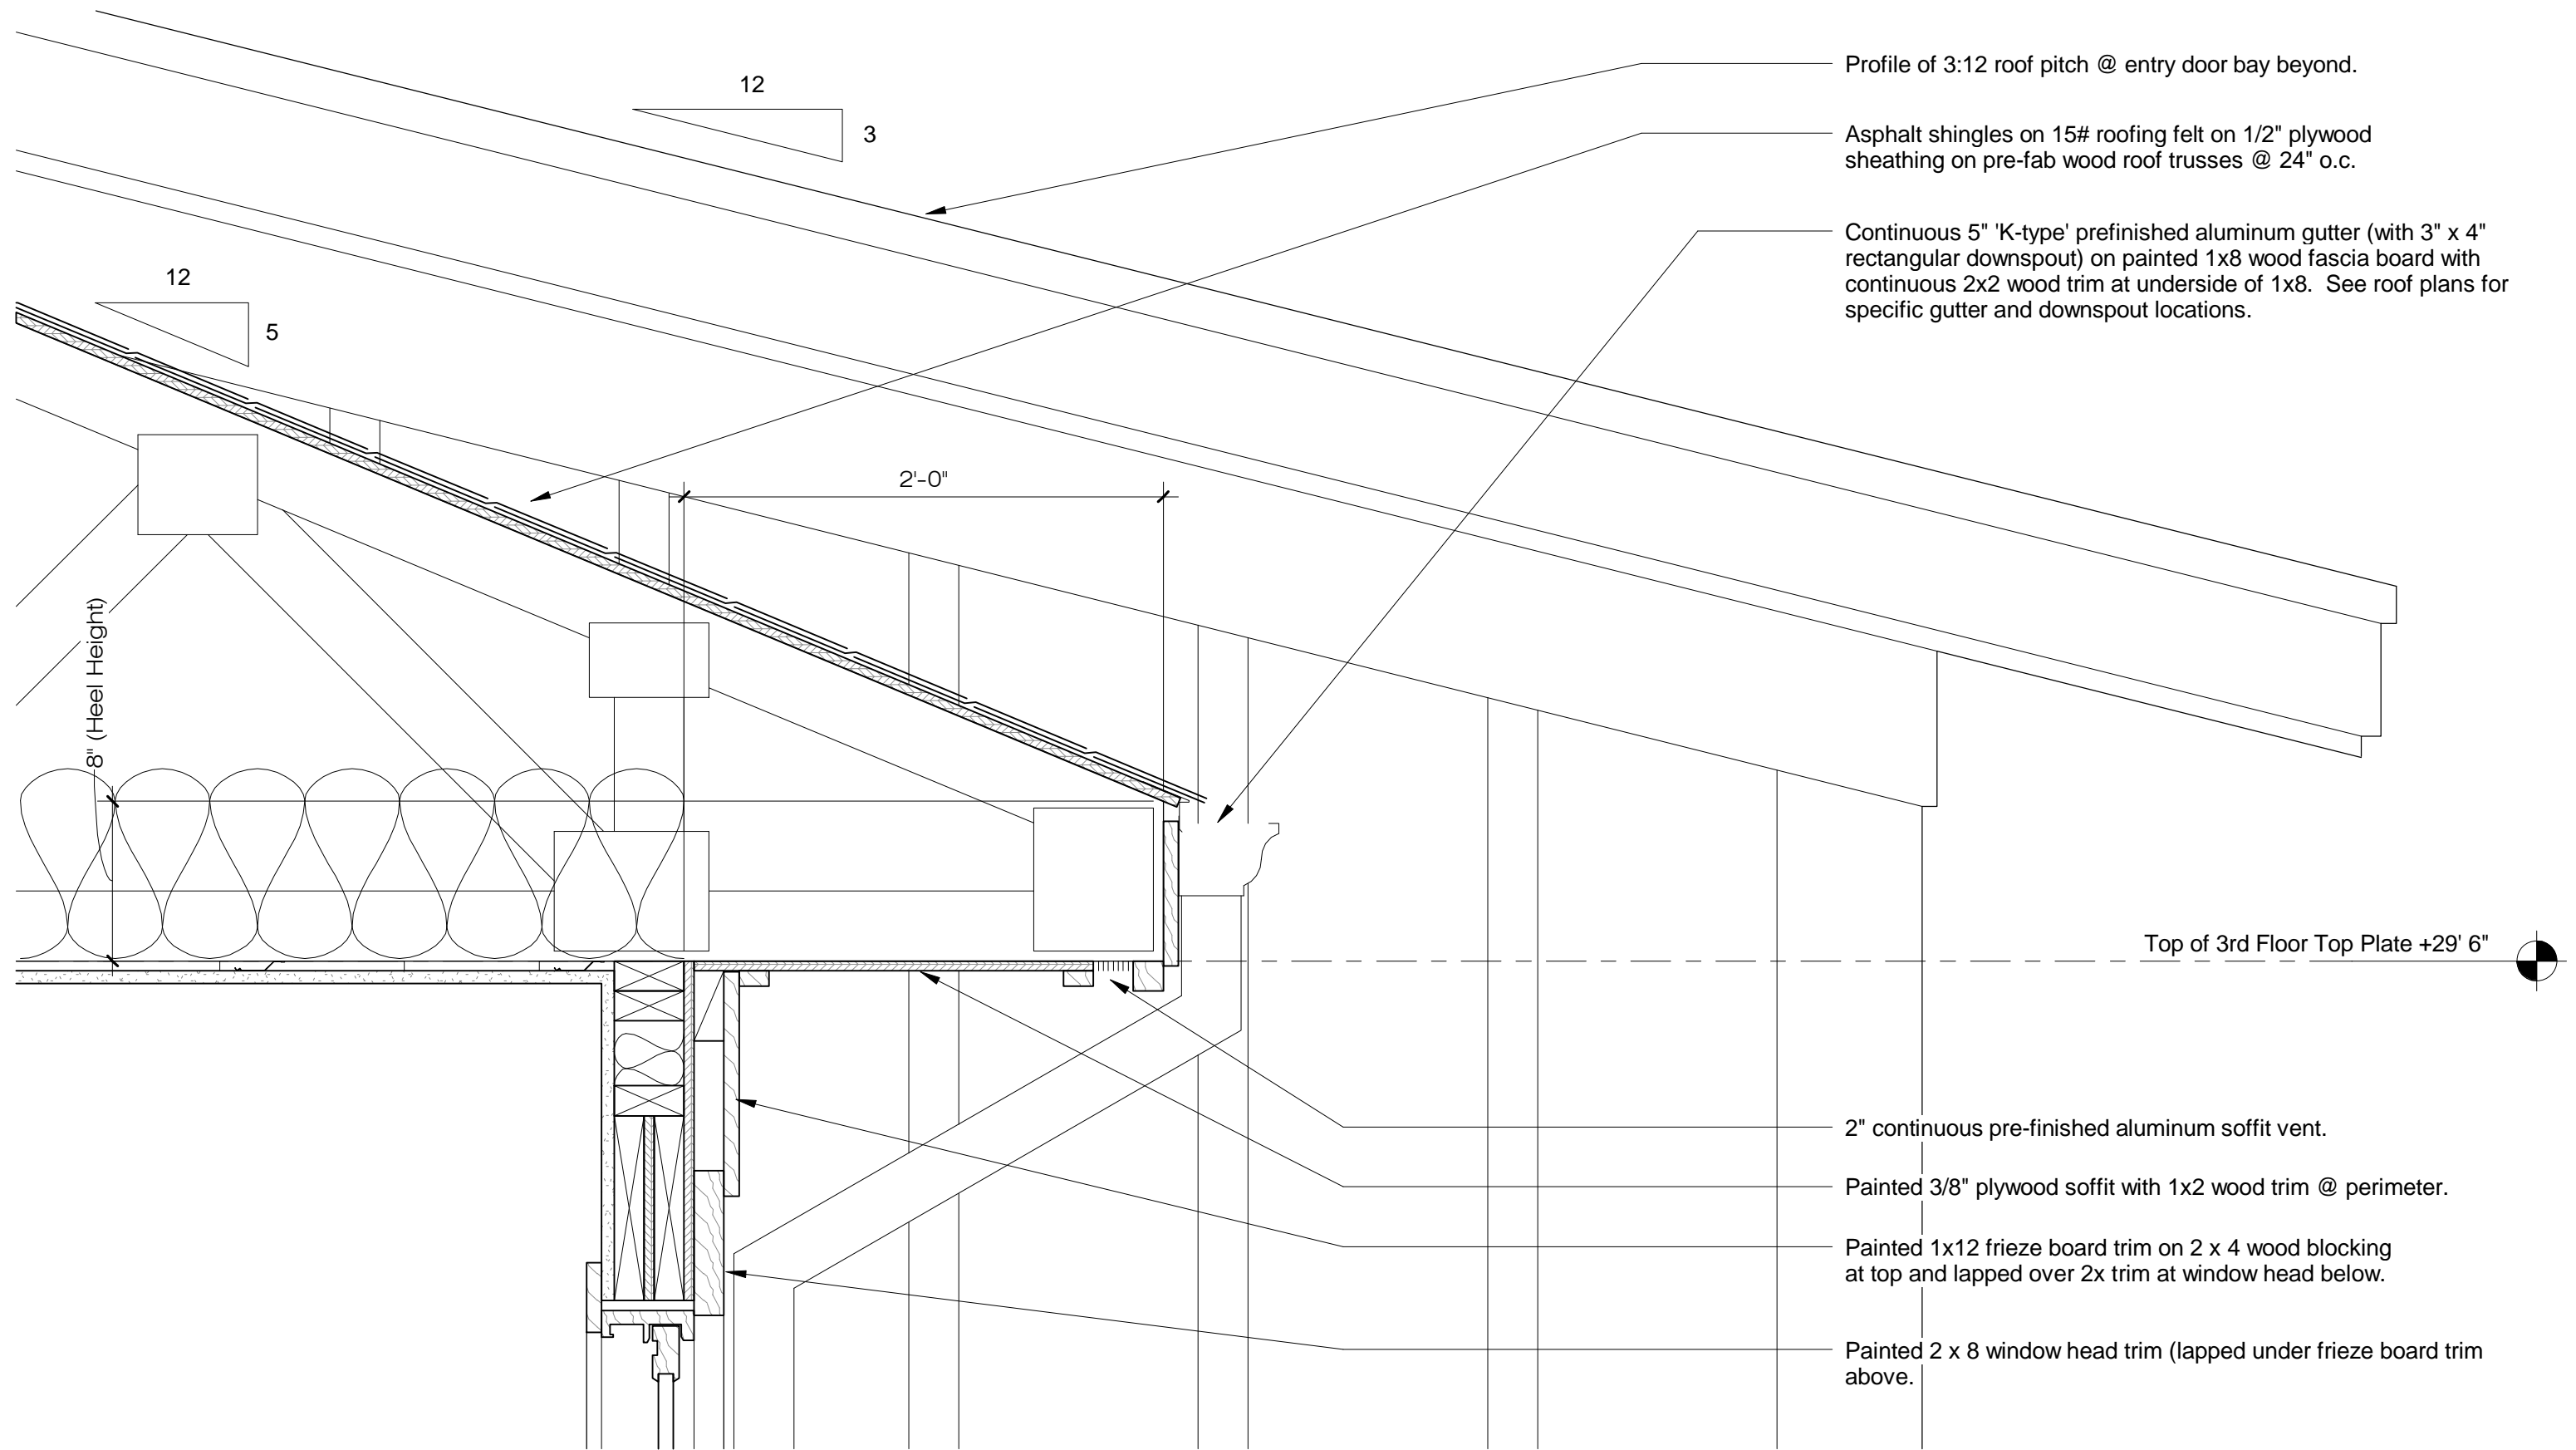 Profile of 3:12 roof pitch @ entry door bay beyond.
12
3
Asphalt shingles on 15# roofing felt on 1/2" plywood
sheathing on pre-fab wood roof trusses @ 24" o.c.
Continuous 5" 'K-type' prefinished aluminum gutter (with 3" x 4"
rectangular downspout) on painted 1x8 wood fascia board with
continuous 2x2 wood trim at underside of 1x8. See roof plans for
specific gutter and downspout locations.
12
5
2'-0"
8" (Heel Height)
Top of 3rd Floor Top Plate +29' 6"
2" continuous pre-finished aluminum soffit vent.
Painted 3/8" plywood soffit with 1x2 wood trim @ perimeter.
Painted 1x12 frieze board trim on 2 x 4 wood blocking
at top and lapped over 2x trim at window head below.
Painted 2 x 8 window head trim (lapped under frieze board trim
above.